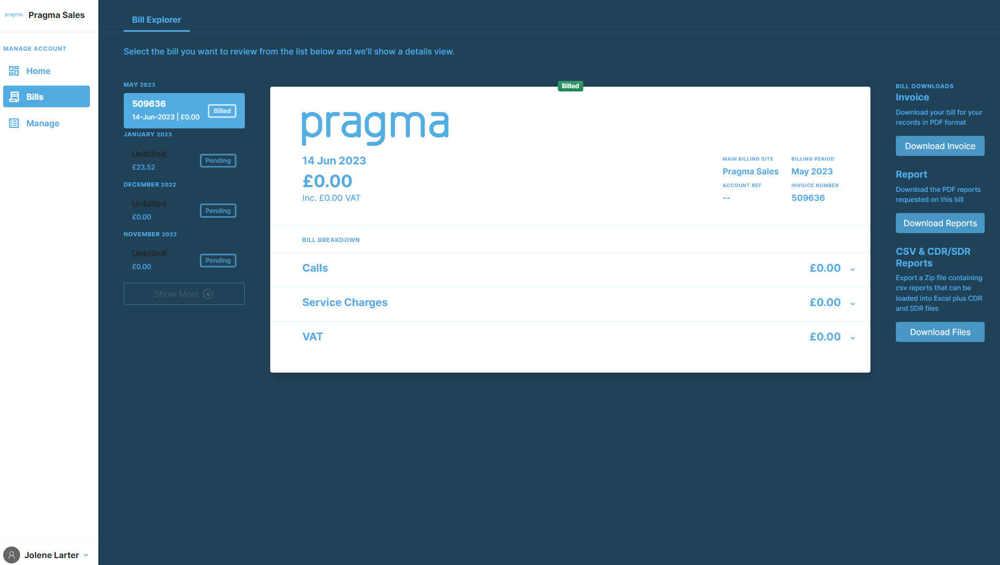 pragma
Pragma Sales
MANAGE ACCOUNT
Home
Bills
Manage
Jolene Larter
Bill Explorer
Select the bill you want to review from the list below and we'll show a details view.
MAY 2023
509636
14-Jun-2023 | £0.00
Billed
JANUARY 2023
Unbilled
£23.52
Pending
DECEMBER 2022
Unbilled
£0.00
Pending
NOVEMBER 2022
Unbilled
£0.00
Pending
Show More
Billed
pragma
14 Jun 2023
£0.00
Inc. £0.00 VAT
MAIN BILLING SITE
Pragma Sales
BILLING PERIOD
May 2023
ACCOUNT REF
--
INVOICE NUMBER
509636
BILL BREAKDOWN
Calls £0.00
Service Charges £0.00
VAT £0.00
BILL DOWNLOADS
Invoice
Download your bill for your
records in PDF format
Download Invoice
Report
Download the PDF reports
requested on this bill
Download Reports
CSV & CDR/SDR
Reports
Export a Zip file containing
csv reports that can be
loaded into Excel plus CDR
and SDR files
Download Files